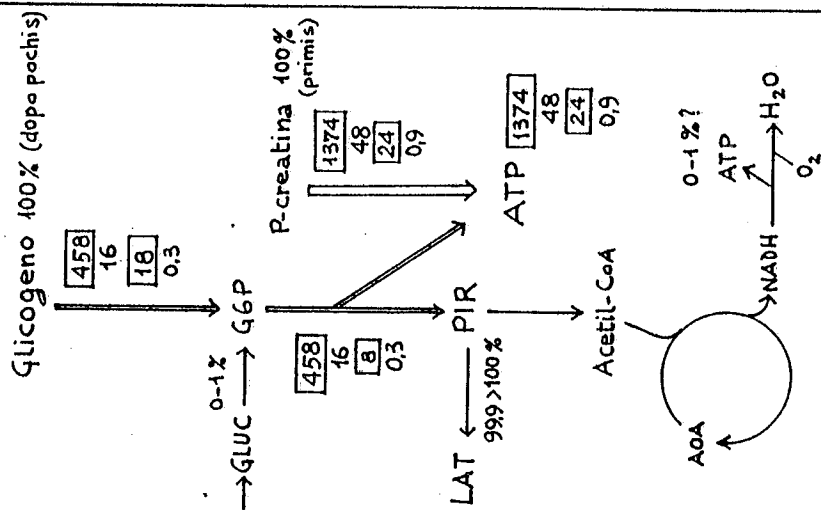 Glicogeno 100% (dopo pochis)
458
16
18
0,3
GLUC
0-1%
G6P
P-creatina 100%
(primis)
1374
48
24
0,9
ATP
1374
48
24
0,9
458
16
8
0,3
LAT
99,9>100%
PIR
Acetil-CoA
AOA
NADH
0-1%?
ATP
H2O
O2